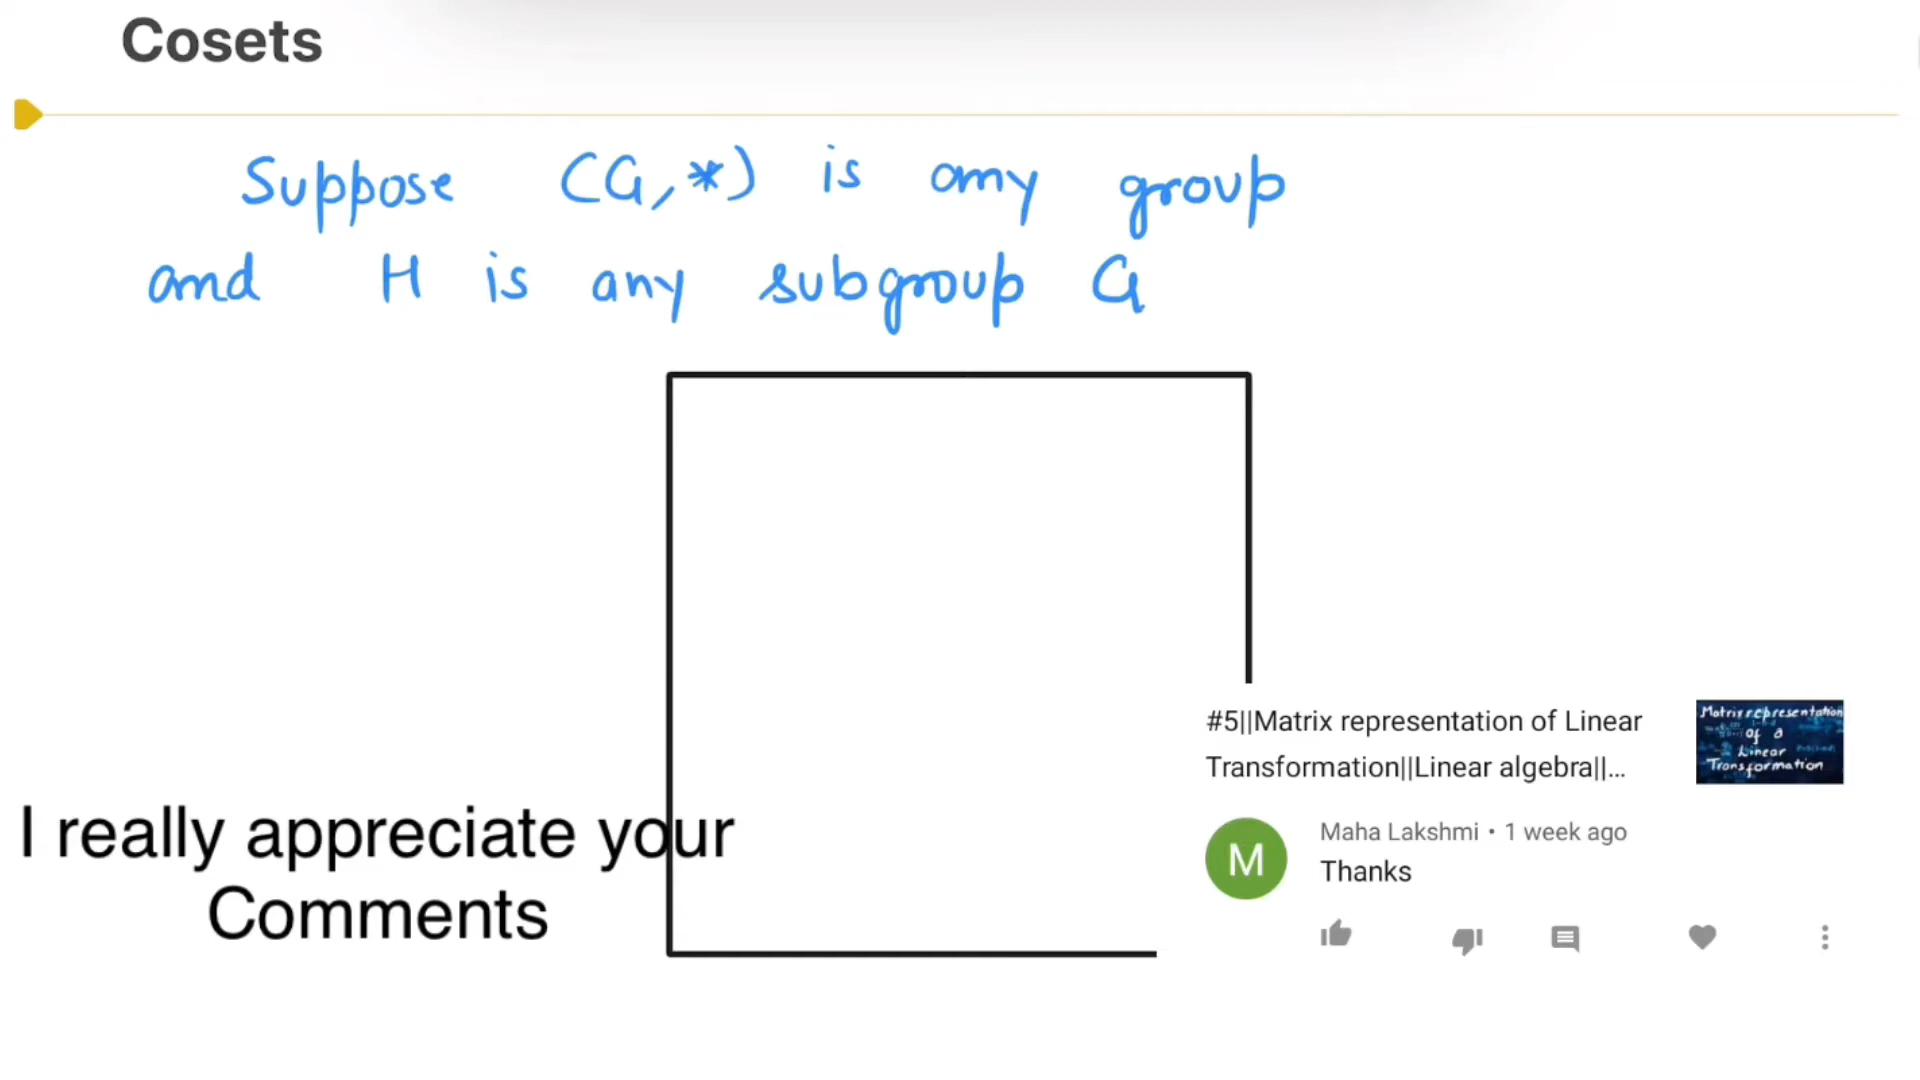 Cosets
Suppose (G,*) is any group
and H is any subgroup G
#5||Matrix representation of Linear
Transformation||Linear algebra||...
Matrix representation
of a
Linear
Transformation
I really appreciate your
Comments
M
Maha Lakshmi • 1 week ago
Thanks